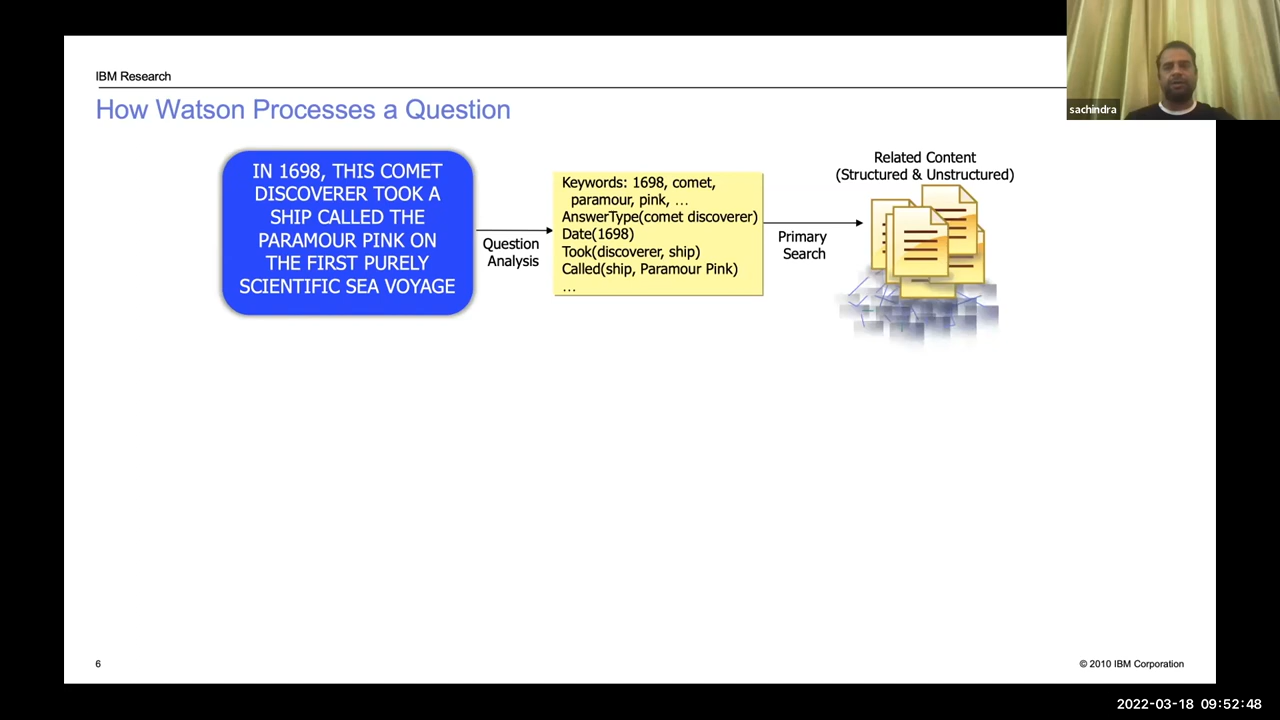 IBM Research
How Watson Processes a Question
IN 1698, THIS COMET
DISCOVERER TOOK A
SHIP CALLED THE
PARAMOUR PINK ON
THE FIRST PURELY
SCIENTIFIC SEA VOYAGE
Question
Analysis
Keywords: 1698, comet,
paramour, pink, …
AnswerType(comet discoverer)
Date(1698)
Took(discoverer, ship)
Called(ship, Paramour Pink)
…
Primary
Search
Related Content
(Structured & Unstructured)
sachindra
6
© 2010 IBM Corporation
2022-03-18 09:52:48